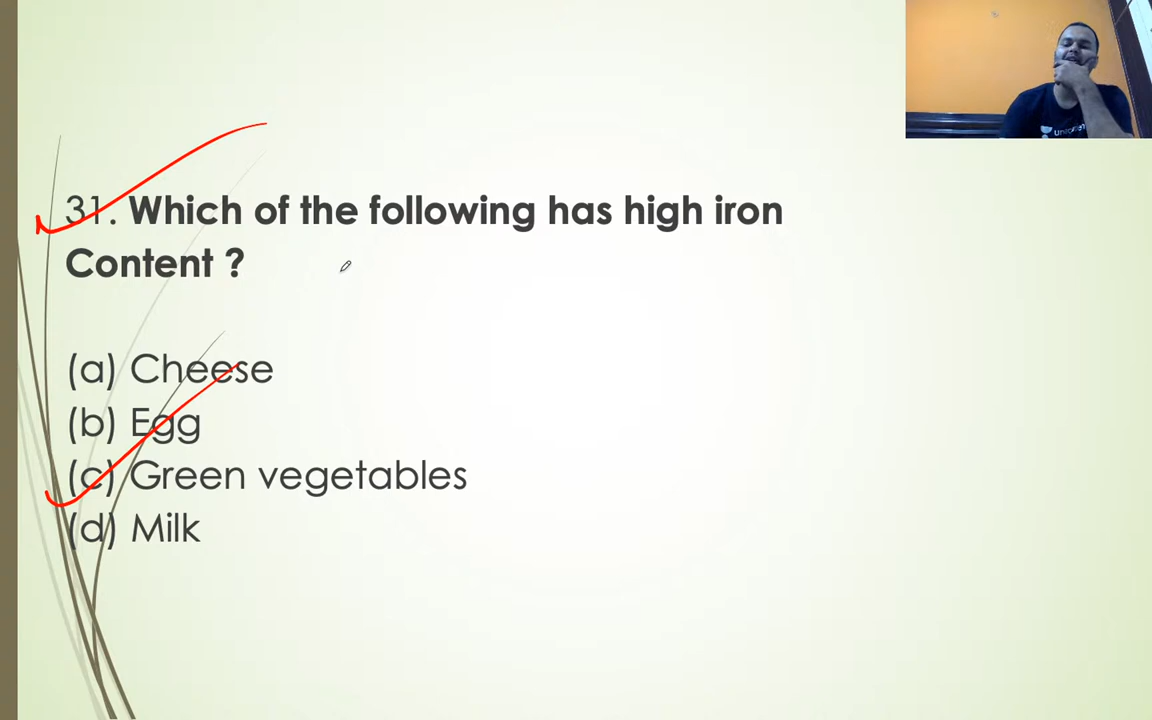 31. Which of the following has high iron
Content ?
(a) Cheese
(b) Egg
(c) Green vegetables
(d) Milk